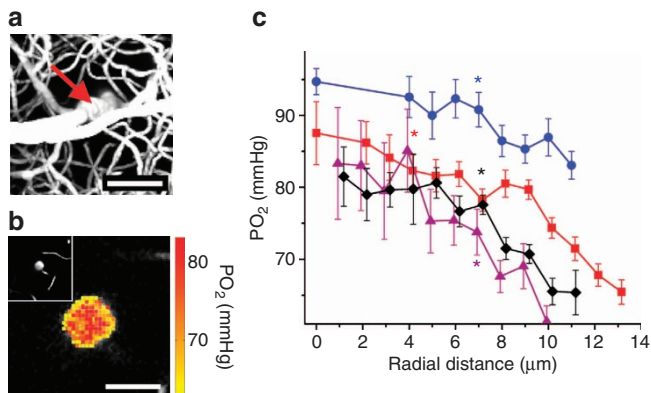 a
b
80
70
PO₂ (mmHg)
c
PO₂ (mmHg)
90
80
70
*
*
*
*
0 2 4 6 8 10 12 14
Radial distance (μm)